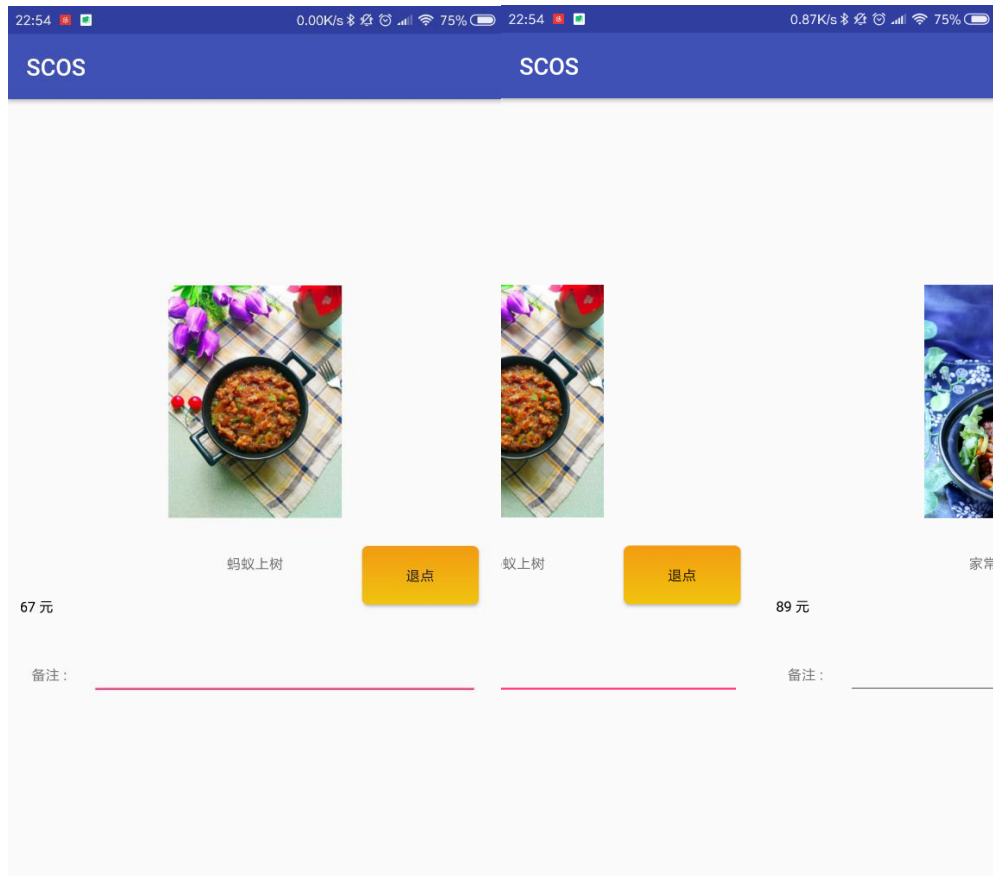 22:54
0.00K/s
75%
SCOS
蚂蚁上树
退点
67 元
备注：
22:54
0.87K/s
75%
SCOS
蚁上树
退点
家常
89 元
备注：